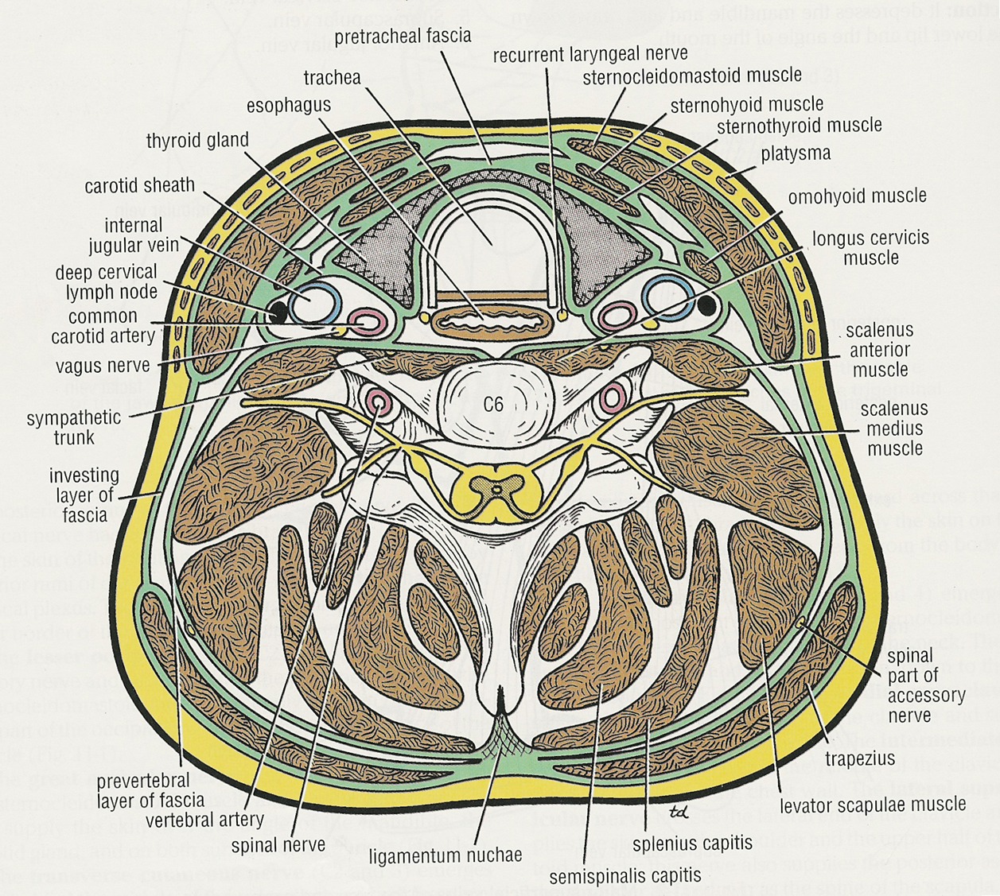 pretracheal fascia
recurrent laryngeal nerve
trachea
sternocleidomastoid muscle
esophagus
sternohyoid muscle
sternothyroid muscle
thyroid gland
platysma
carotid sheath
omohyoid muscle
internal
jugular vein
longus cervicis
muscle
deep cervical
lymph node
common
carotid artery
scalenus
anterior
muscle
vagus nerve
C6
sympathetic
trunk
scalenus
medius
muscle
investing
layer of
fascia
spinal
part of
accessory
nerve
trapezius
prevertebral
layer of fascia
levator scapulae muscle
vertebral artery
td
spinal nerve
splenius capitis
ligamentum nuchae
semispinalis capitis